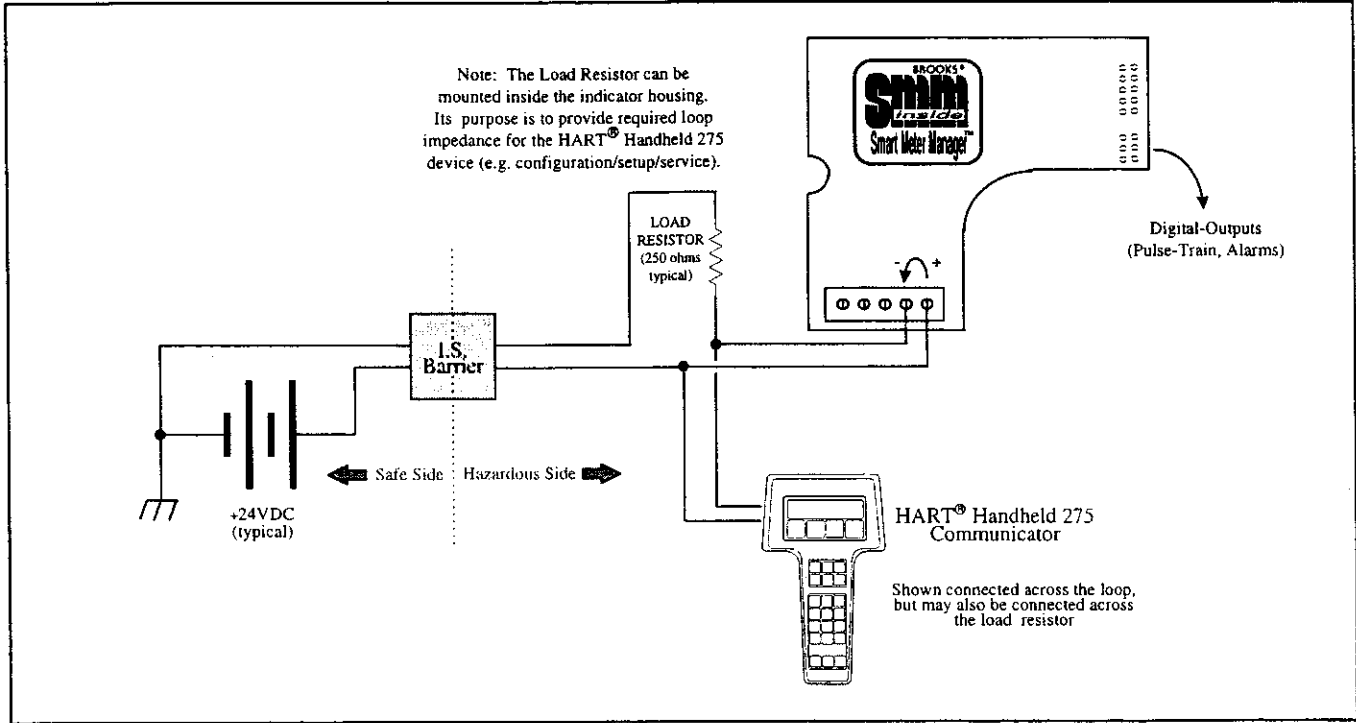 Note: The Load Resistor can be
mounted inside the indicator housing.
Its purpose is to provide required loop
impedance for the HART® Handheld 275
device (e.g. configuration/setup/service).
BROOKS®
Smm
inside
Smart Meter Manager™
LOAD
RESISTOR
(250 ohms
typical)
- +
Digital-Outputs
(Pulse-Train, Alarms)
I.S.
Barrier
Safe Side
Hazardous Side
+24VDC
(typical)
HART® Handheld 275
Communicator
Shown connected across the loop,
but may also be connected across
the load resistor